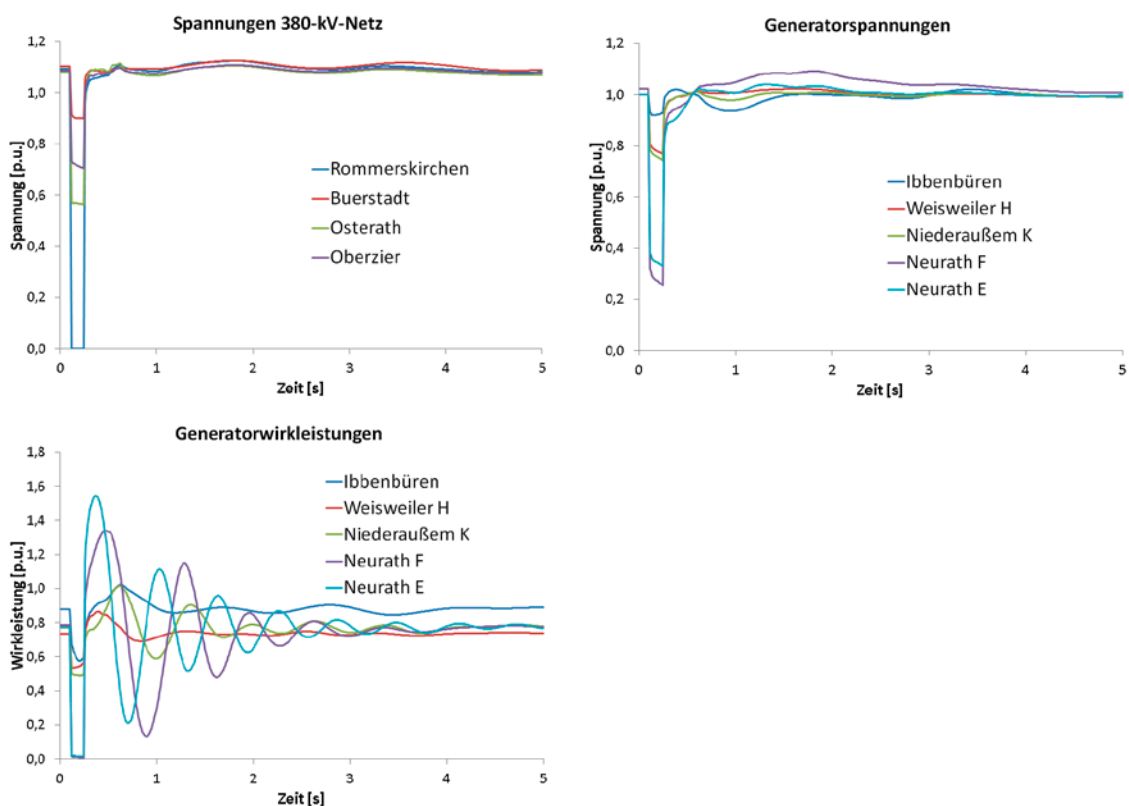 Spannungen 380-kV-Netz
Spannung [p.u.]
1,2
1,0
0,8
0,6
0,4
0,2
0,0
0 1 2 3 4 5
Zeit [s]
Rommerskirchen
Buerstadt
Osterath
Oberzier
Generatorspannungen
Spannung [p.u.]
1,2
1,0
0,8
0,6
0,4
0,2
0,0
0 1 2 3 4 5
Zeit [s]
Ibbenbüren
Weisweiler H
Niederaußem K
Neurath F
Neurath E
Generatorwirkleistungen
Wirkleistung [p.u.]
1,8
1,6
1,4
1,2
1,0
0,8
0,6
0,4
0,2
0,0
0 1 2 3 4 5
Zeit [s]
Ibbenbüren
Weisweiler H
Niederaußem K
Neurath F
Neurath E